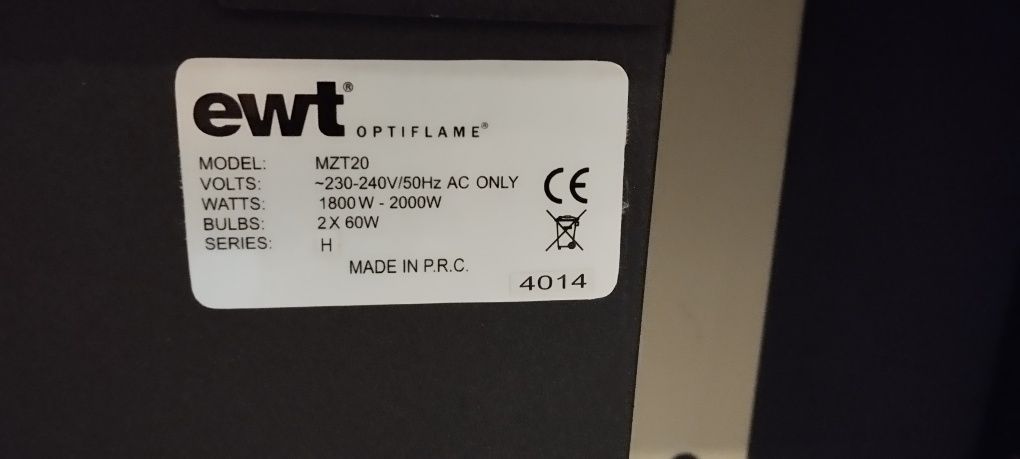 ewt®
OPTIFLAME®
MODEL: MZT20
VOLTS: ~230-240V/50Hz AC ONLY
WATTS: 1800W - 2000W
BULBS: 2 X 60W
SERIES: H
MADE IN P.R.C.
4014
CE